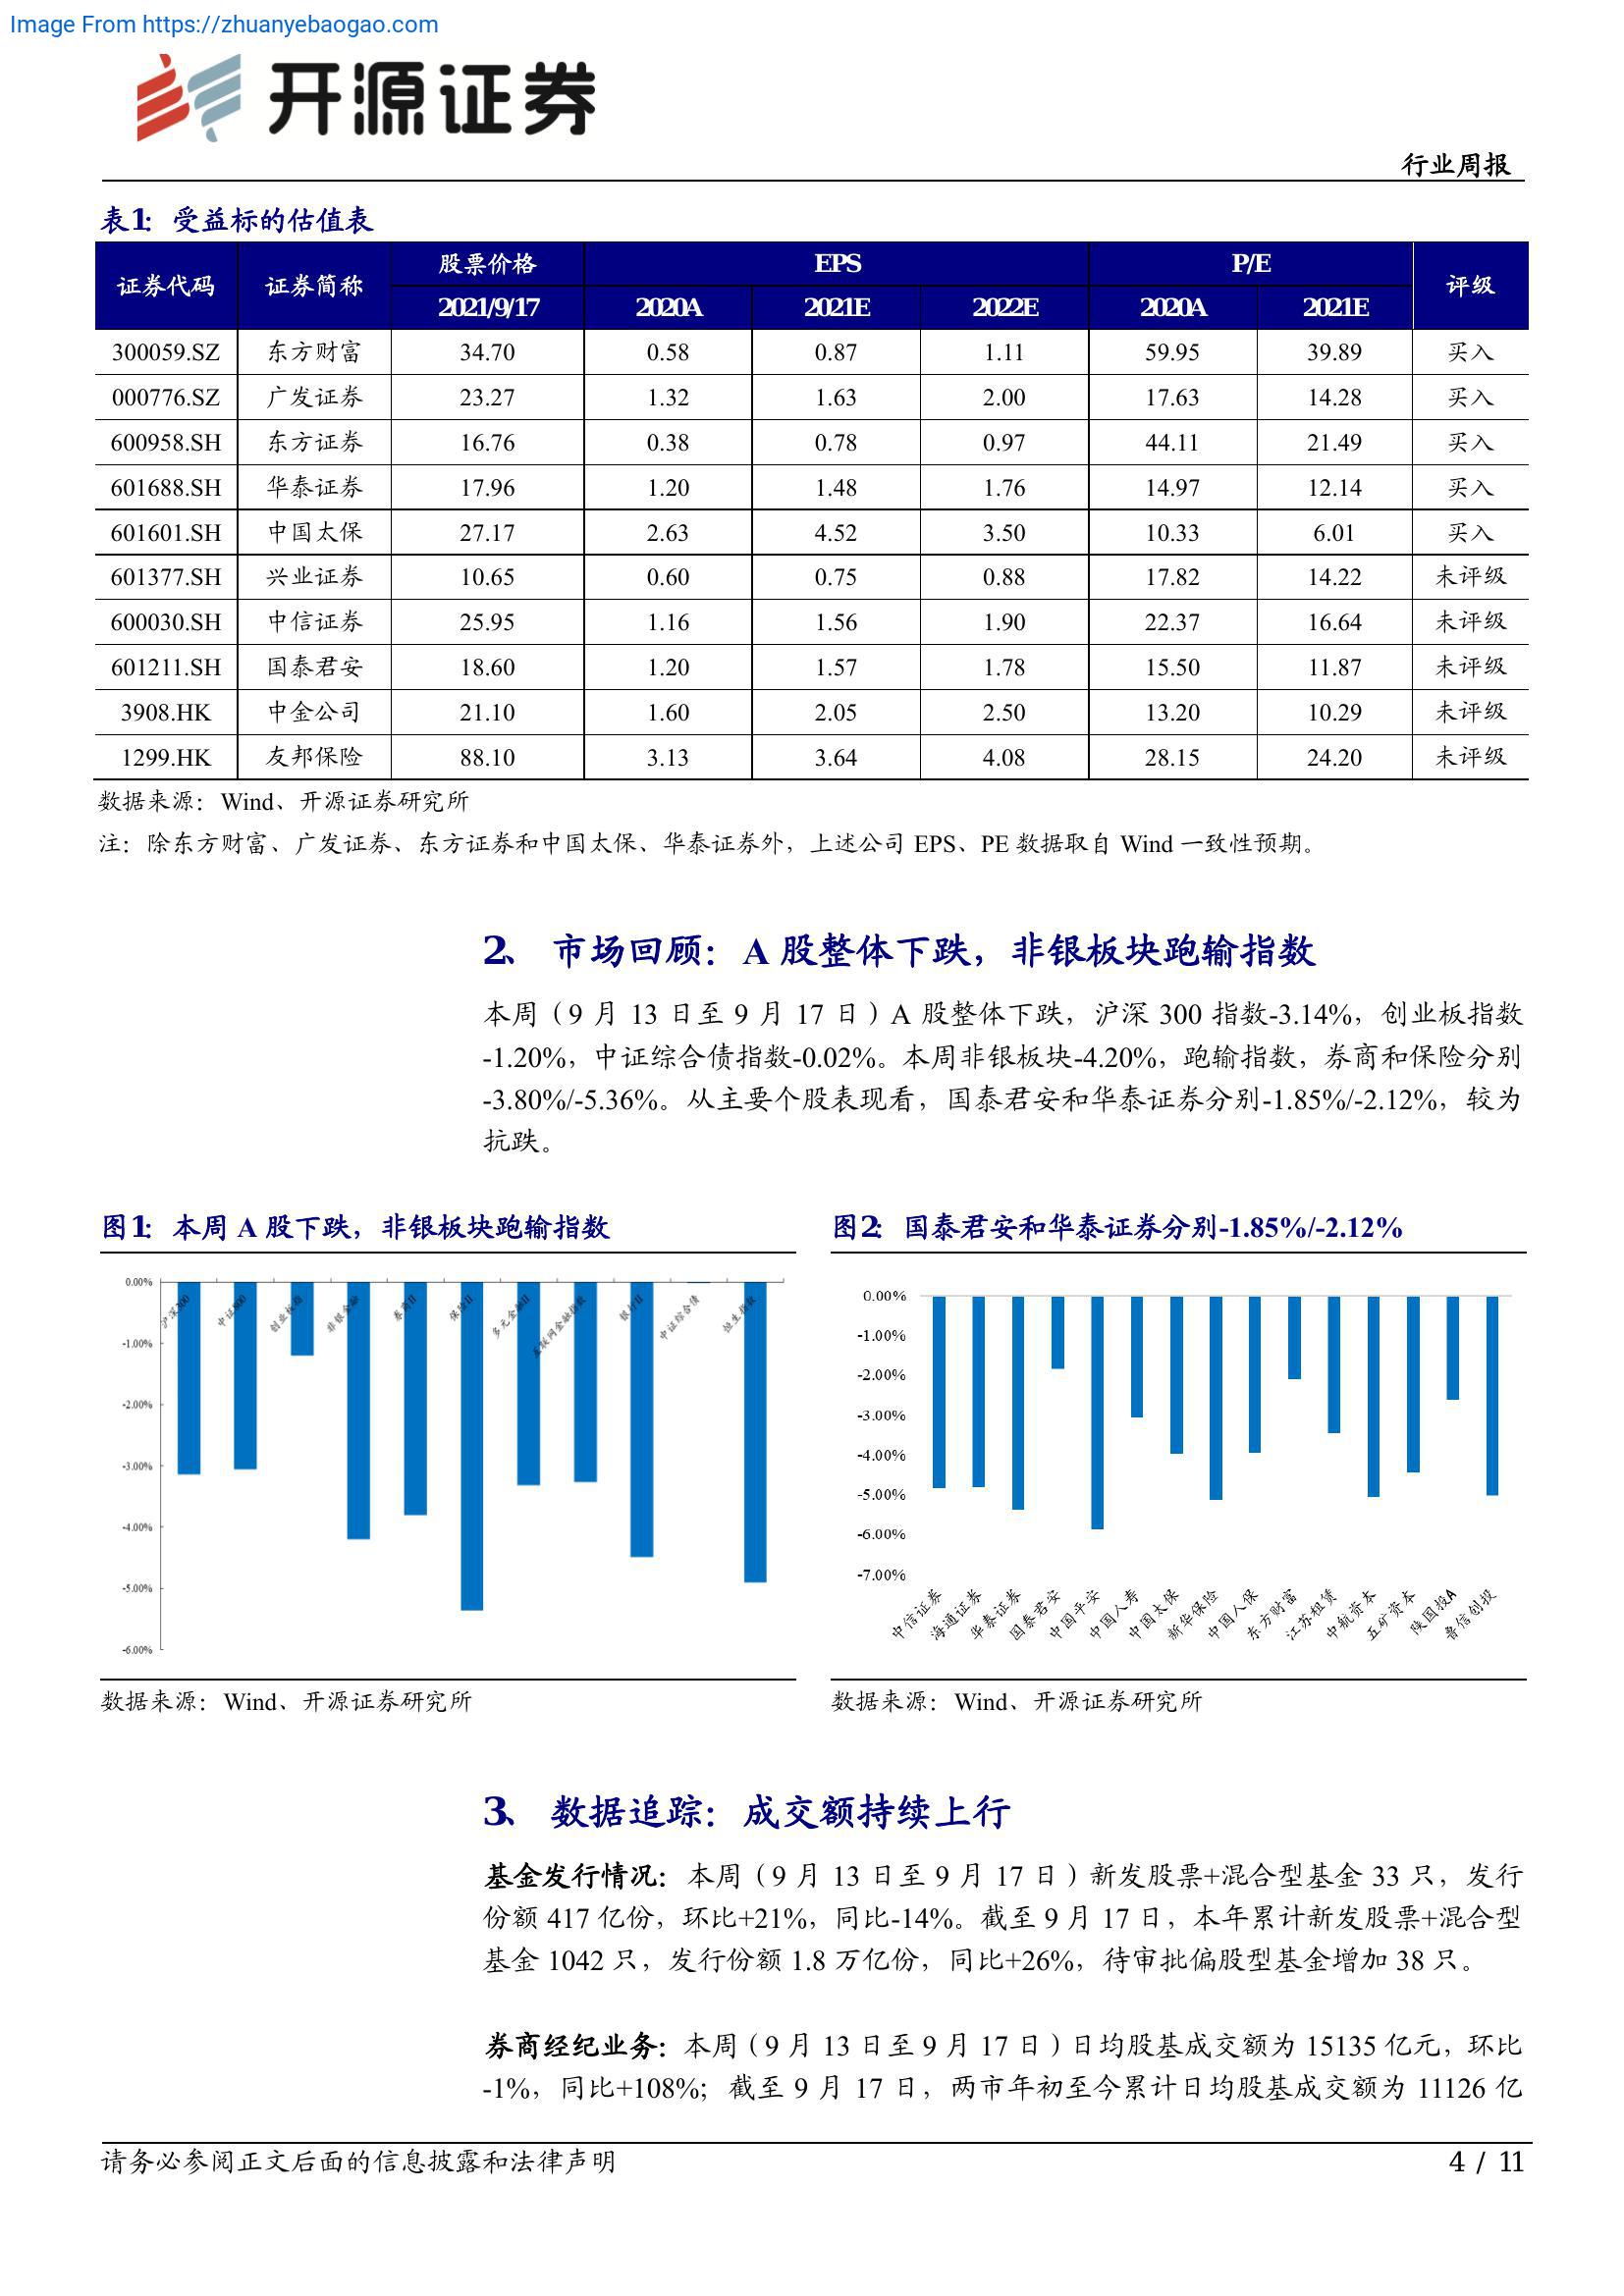 Image From https://zhuanyebaogao.com
开源证券
行业周报
表1：受益标的估值表
证券代码 证券简称 股票价格 EPS P/E 评级
2021/9/17 2020A 2021E 2022E 2020A 2021E
300059.SZ 东方财富 34.70 0.58 0.87 1.11 59.95 39.89 买入
000776.SZ 广发证券 23.27 1.32 1.63 2.00 17.63 14.28 买入
600958.SH 东方证券 16.76 0.38 0.78 0.97 44.11 21.49 买入
601688.SH 华泰证券 17.96 1.20 1.48 1.76 14.97 12.14 买入
601601.SH 中国太保 27.17 2.63 4.52 3.50 10.33 6.01 买入
601377.SH 兴业证券 10.65 0.60 0.75 0.88 17.82 14.22 未评级
600030.SH 中信证券 25.95 1.16 1.56 1.90 22.37 16.64 未评级
601211.SH 国泰君安 18.60 1.20 1.57 1.78 15.50 11.87 未评级
3908.HK 中金公司 21.10 1.60 2.05 2.50 13.20 10.29 未评级
1299.HK 友邦保险 88.10 3.13 3.64 4.08 28.15 24.20 未评级
数据来源：Wind、开源证券研究所
注：除东方财富、广发证券、东方证券和中国太保、华泰证券外，上述公司 EPS、PE 数据取自 Wind 一致性预期。
2、 市场回顾：A 股整体下跌，非银板块跑输指数
本周（9 月 13 日至 9 月 17 日）A 股整体下跌，沪深 300 指数-3.14%，创业板指数
-1.20%，中证综合债指数-0.02%。本周非银板块-4.20%，跑输指数，券商和保险分别
-3.80%/-5.36%。从主要个股表现看，国泰君安和华泰证券分别-1.85%/-2.12%，较为
抗跌。
图1：本周 A 股下跌，非银板块跑输指数
0.00%
-1.00%
-2.00%
-3.00%
-4.00%
-5.00%
-6.00%
沪深300
中证500
创业板指
非银金融
券商II
保险II
多元金融II
互联网金融指数
银行II
中证综合债
恒生指数
数据来源：Wind、开源证券研究所
图2：国泰君安和华泰证券分别-1.85%/-2.12%
0.00%
-1.00%
-2.00%
-3.00%
-4.00%
-5.00%
-6.00%
-7.00%
中信证券
海通证券
华泰证券
国泰君安
中国平安
中国人寿
中国太保
新华保险
中国人保
东方财富
江苏租赁
中航资本
五矿资本
陕国投A
鲁信创投
数据来源：Wind、开源证券研究所
3、 数据追踪：成交额持续上行
基金发行情况：本周（9 月 13 日至 9 月 17 日）新发股票+混合型基金 33 只，发行
份额 417 亿份，环比+21%，同比-14%。截至 9 月 17 日，本年累计新发股票+混合型
基金 1042 只，发行份额 1.8 万亿份，同比+26%，待审批偏股型基金增加 38 只。
券商经纪业务：本周（9 月 13 日至 9 月 17 日）日均股基成交额为 15135 亿元，环比
-1%，同比+108%；截至 9 月 17 日，两市年初至今累计日均股基成交额为 11126 亿
请务必参阅正文后面的信息披露和法律声明
4 / 11